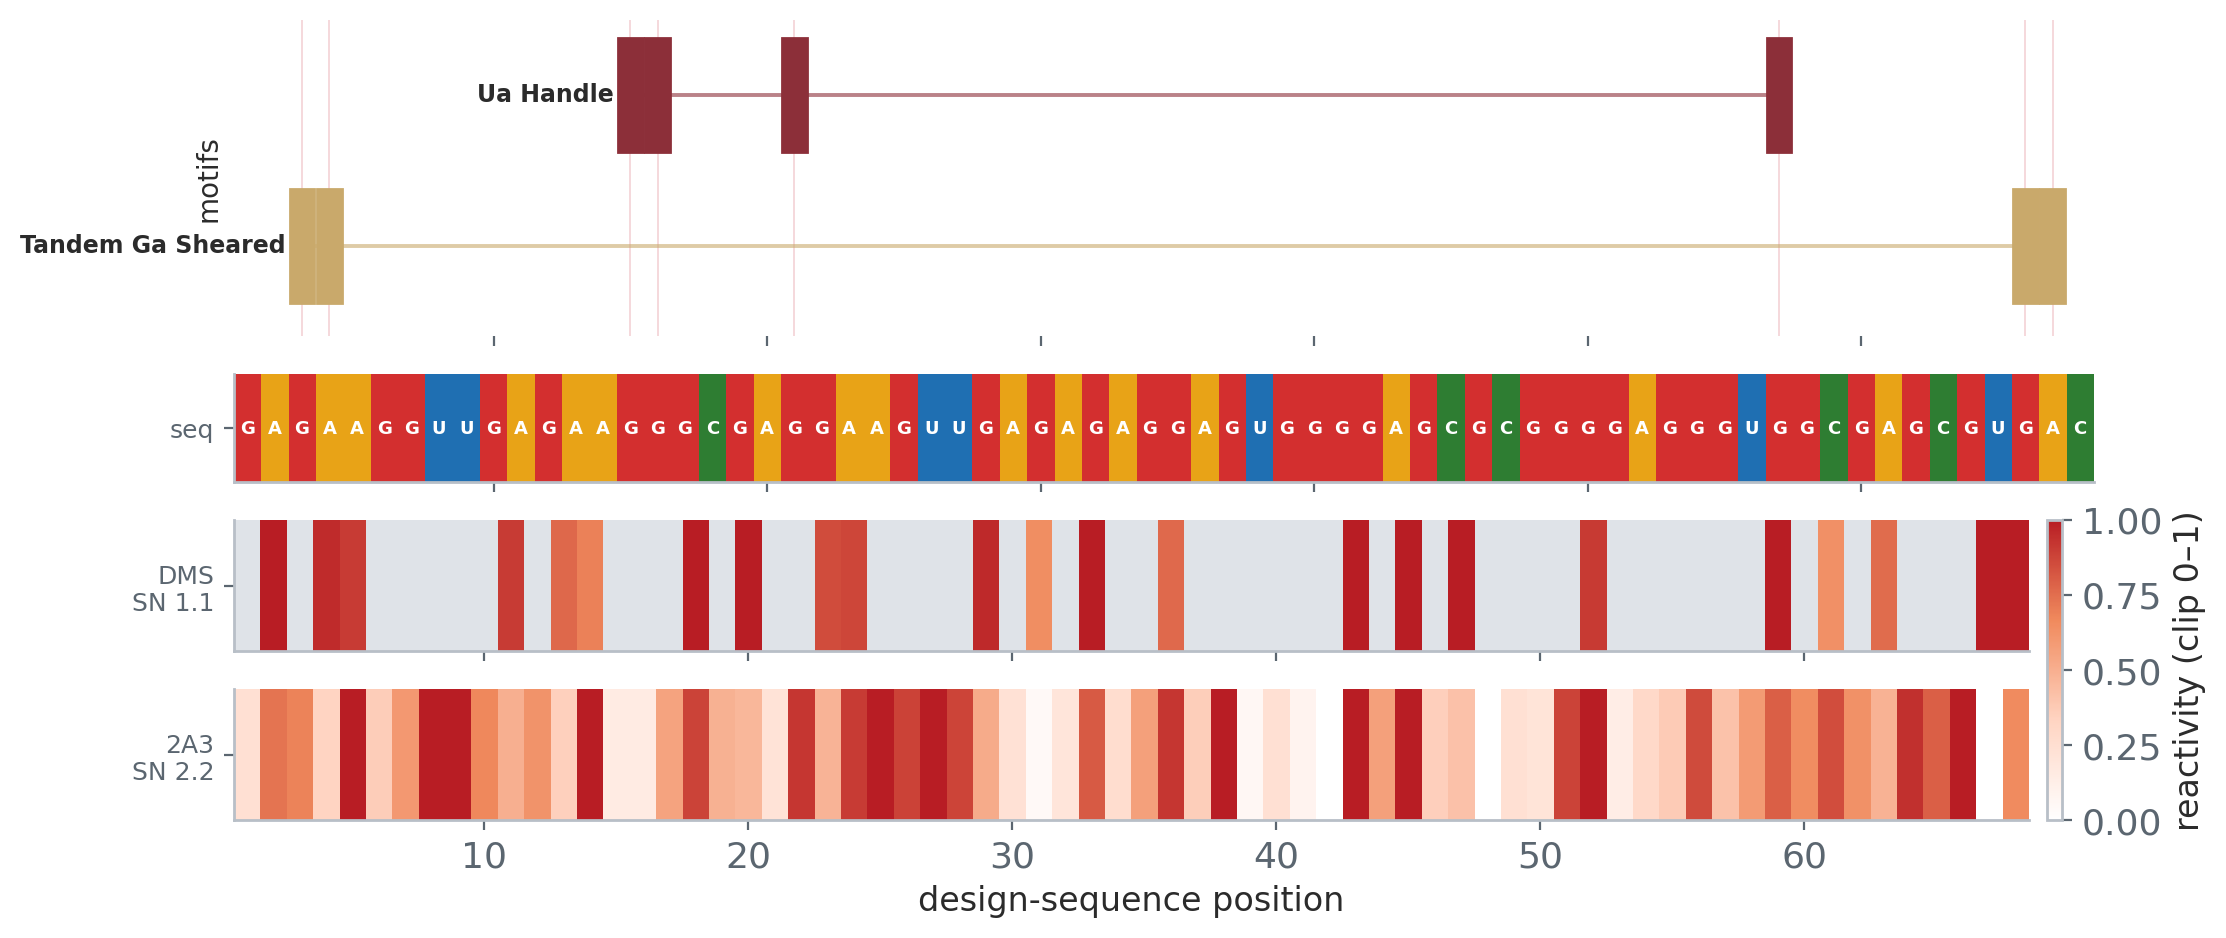 Ua Handle
motifs
Tandem Ga Sheared
seq
G A G A A G G U U G A G A A G G G C G A G G A A G U U G A G A G A G G A G U G G G G A G C G C G G G G A G G G U G G C G A G C G U G A C
DMS
SN 1.1
2A3
SN 2.2
1.00
0.75
0.50
0.25
0.00
reactivity (clip 0–1)
10 20 30 40 50 60
design-sequence position